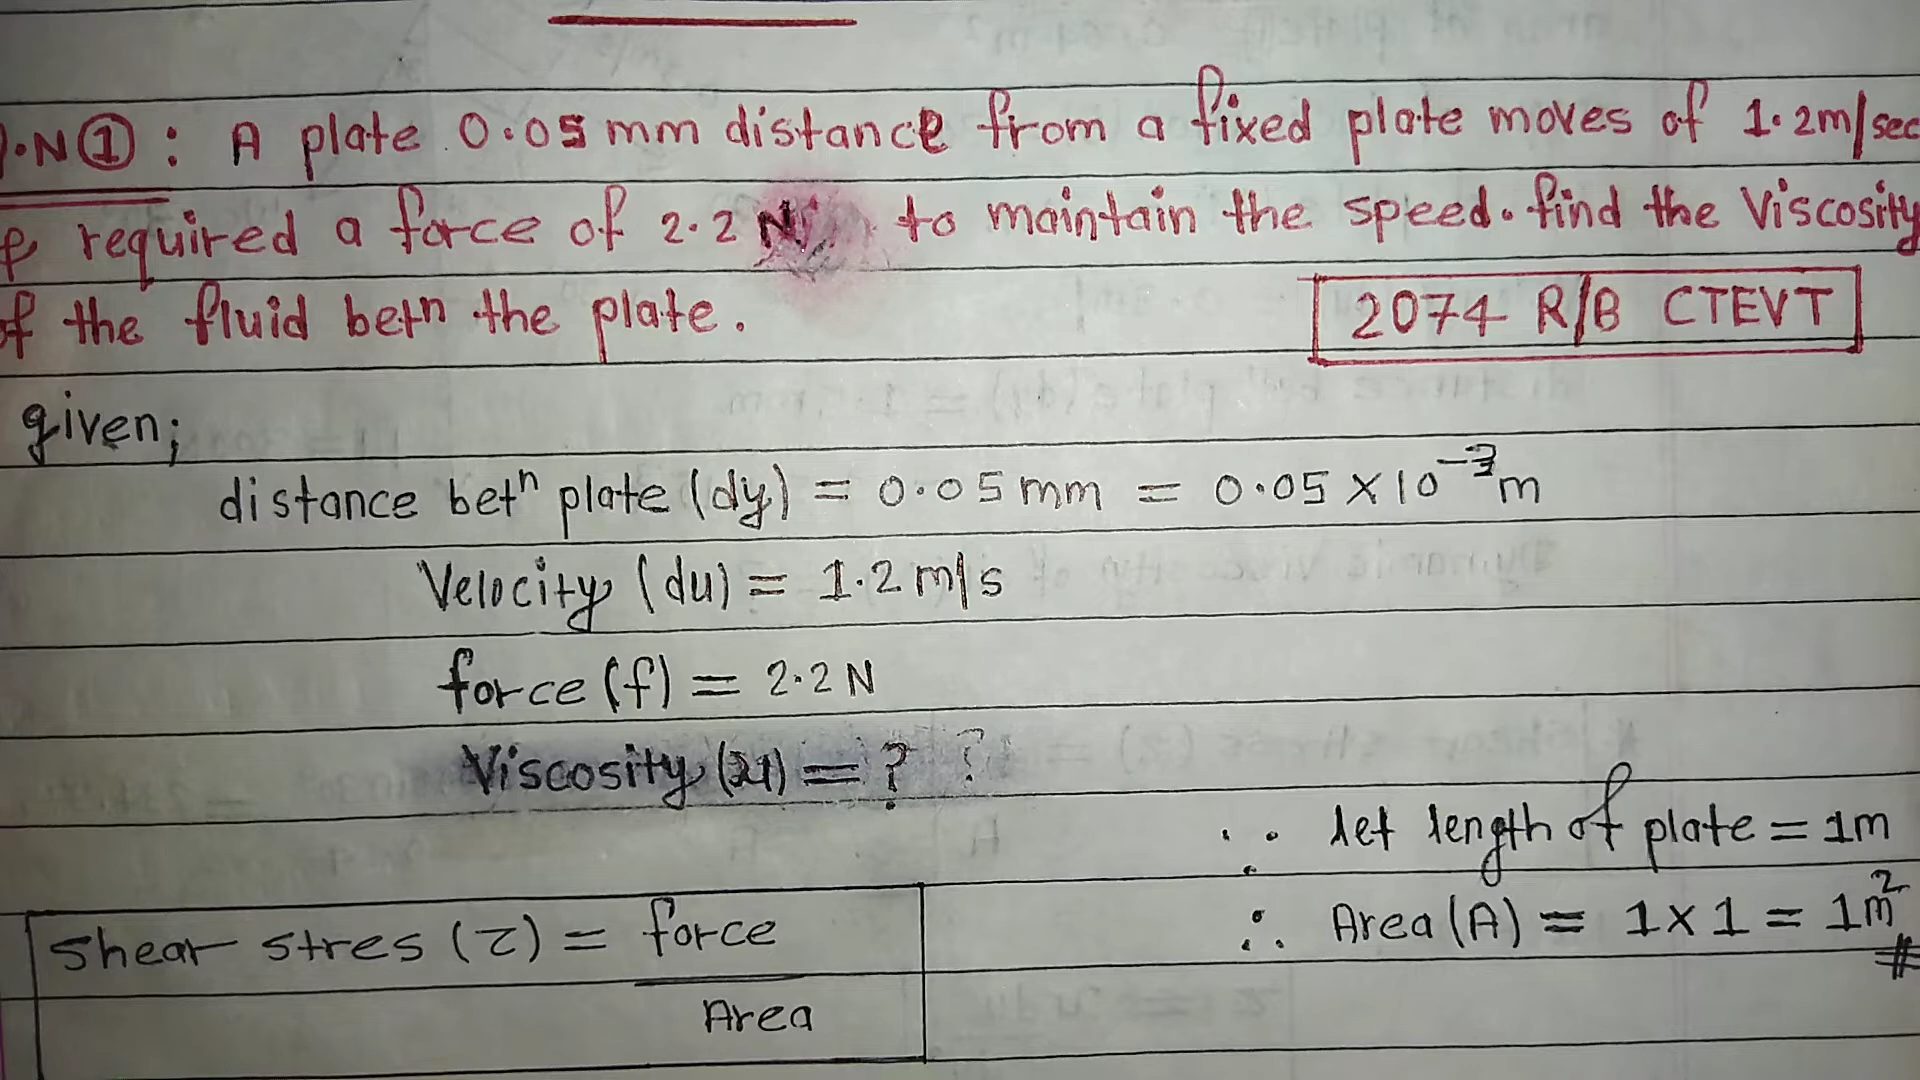 .N①: A plate 0.05 mm distance from a fixed plate moves of 1.2m/sec
& required a force of 2.2 N to maintain the speed. find the Viscosity
of the fluid betn the plate.
2074 R/B CTEVT
given;
distance betn plate (dy) = 0.05 mm = 0.05 × 10⁻³ m
Velocity (du) = 1.2 m/s
force (f) = 2.2 N
Viscosity (μ) = ? ?
∴ let length of plate = 1m
∴ Area (A) = 1 × 1 = 1m² #
Shear stres (τ) = force
Area